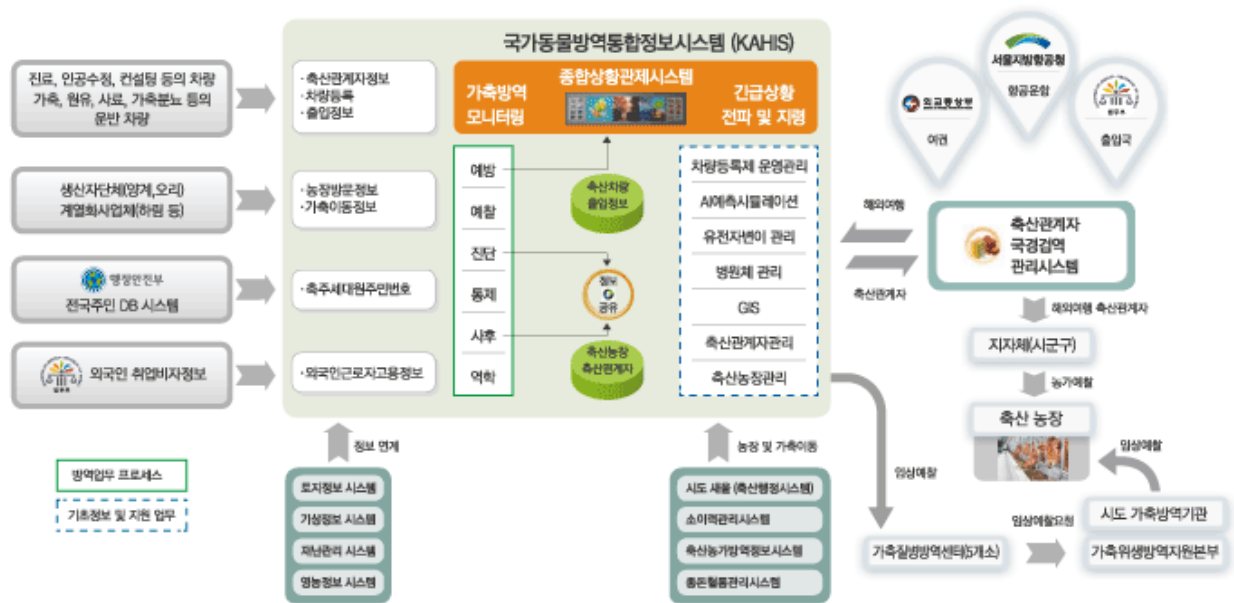 국가동물방역통합정보시스템 (KAHIS)
진료, 인공수정, 컨설팅 등의 차량
가축, 원유, 사료, 가축분뇨 등의
운반 차량
· 축산관계자정보
· 차량등록
· 출입정보
생산자단체(양계,오리)
계열화사업체(하림 등)
· 농장방문정보
· 가축이동정보
행정안전부
전국주민 DB 시스템
· 축주세대원주민번호
외국인 취업비자정보
· 외국인근로자고용정보
가축방역
모니터링
종합상황관제시스템
긴급상황
전파 및 지령
예방
예찰
진단
통제
사후
역학
축산차량
출입정보
정보
공유
축산농장
축산관계자
차량등록제 운영관리
AI예측시뮬레이션
유전자변이 관리
병원체 관리
GIS
축산관계자관리
축산농장관리
외교통상부
여권
서울지방항공청
항공운항
법무부
출입국
해외여행
축산관계자
축산관계자
국경검역
관리시스템
해외여행 축산관계자
지자체(시군구)
농가예찰
축산 농장
임상예찰
시도 가축방역기관
가축위생방역지원본부
임상예찰요청
가축질병방역센터(5개소)
임상예찰
방역업무 프로세스
기초정보 및 지원 업무
정보 연계
토지정보 시스템
기상정보 시스템
재난관리 시스템
영농정보 시스템
농장 및 가축이동
시도 새올 (축산행정시스템)
소이력관리시스템
축산농가방역정보시스템
종돈혈통관리시스템